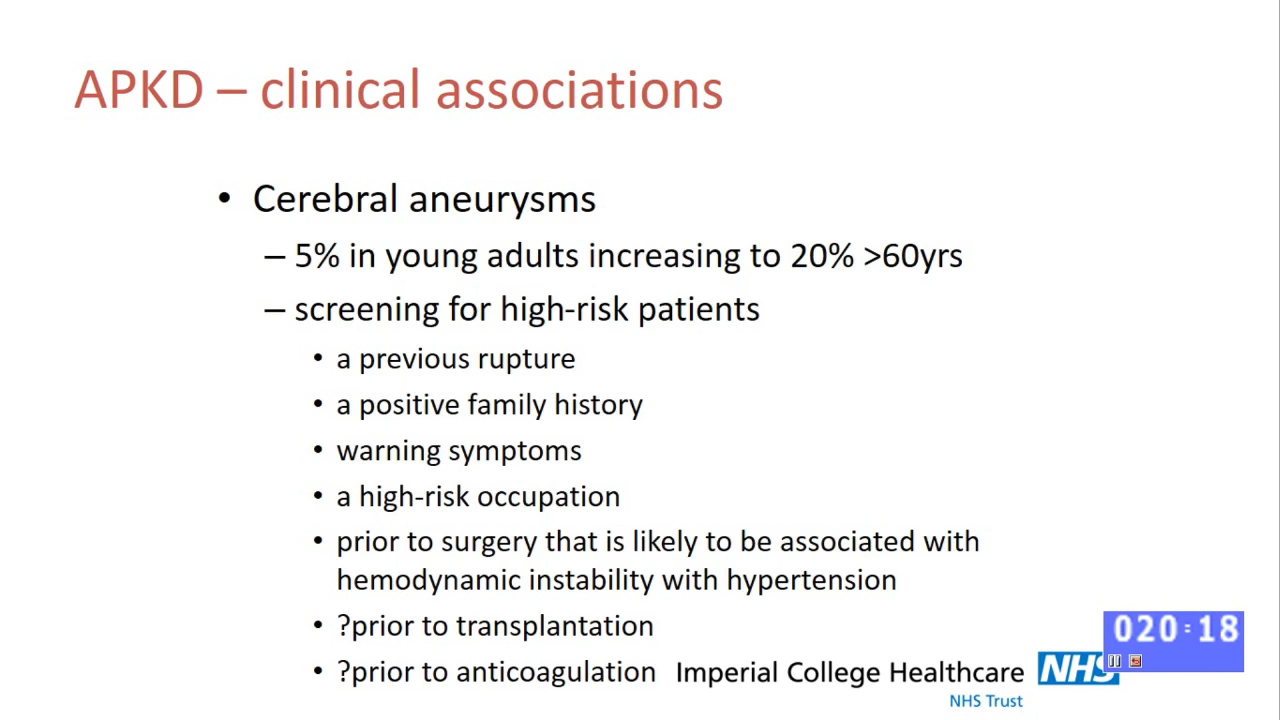 APKD – clinical associations
• Cerebral aneurysms
– 5% in young adults increasing to 20% >60yrs
– screening for high-risk patients
• a previous rupture
• a positive family history
• warning symptoms
• a high-risk occupation
• prior to surgery that is likely to be associated with
hemodynamic instability with hypertension
• ?prior to transplantation
• ?prior to anticoagulation
Imperial College Healthcare NHS
NHS Trust
020:18